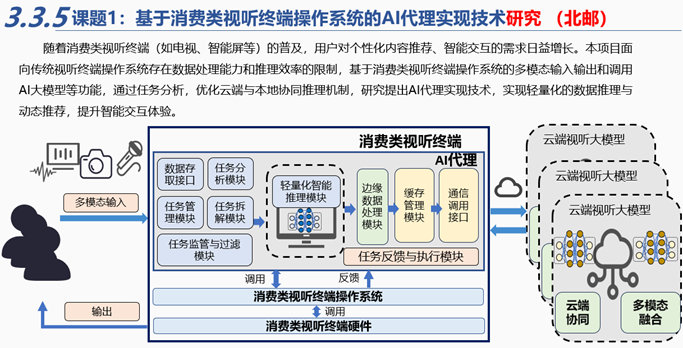 3.3.5 课题1：基于消费类视听终端操作系统的AI代理实现技术研究 （北邮）
随着消费类视听终端（如电视、智能屏等）的普及，用户对个性化内容推荐、智能交互的需求日益增长。本项目面
向传统视听终端操作系统存在数据处理能力和推理效率的限制，基于消费类视听终端操作系统的多模态输入输出和调用
AI大模型等功能，通过任务分析，优化云端与本地协同推理机制，研究提出AI代理实现技术，实现轻量化的数据推理与
动态推荐，提升智能交互体验。
消费类视听终端
AI代理
多模态输入
输出
数据存
取接口
任务分
析模块
任务管
理模块
任务拆
解模块
任务监管与过滤
模块
轻量化智能
推理模块
边缘
数据
处理
模块
缓存
管理
模块
通信
调用
接口
任务反馈与执行模块
调用
反馈
消费类视听终端操作系统
调用
消费类视听终端硬件
云端视听大模型
云端视听大模型
云端视听大模型
云端
协同
多模态
融合